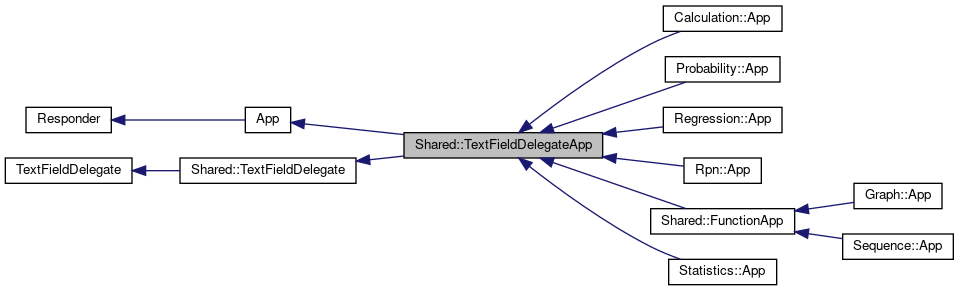 Responder
App
TextFieldDelegate
Shared::TextFieldDelegate
Shared::TextFieldDelegateApp
Calculation::App
Probability::App
Regression::App
Rpn::App
Shared::FunctionApp
Statistics::App
Graph::App
Sequence::App